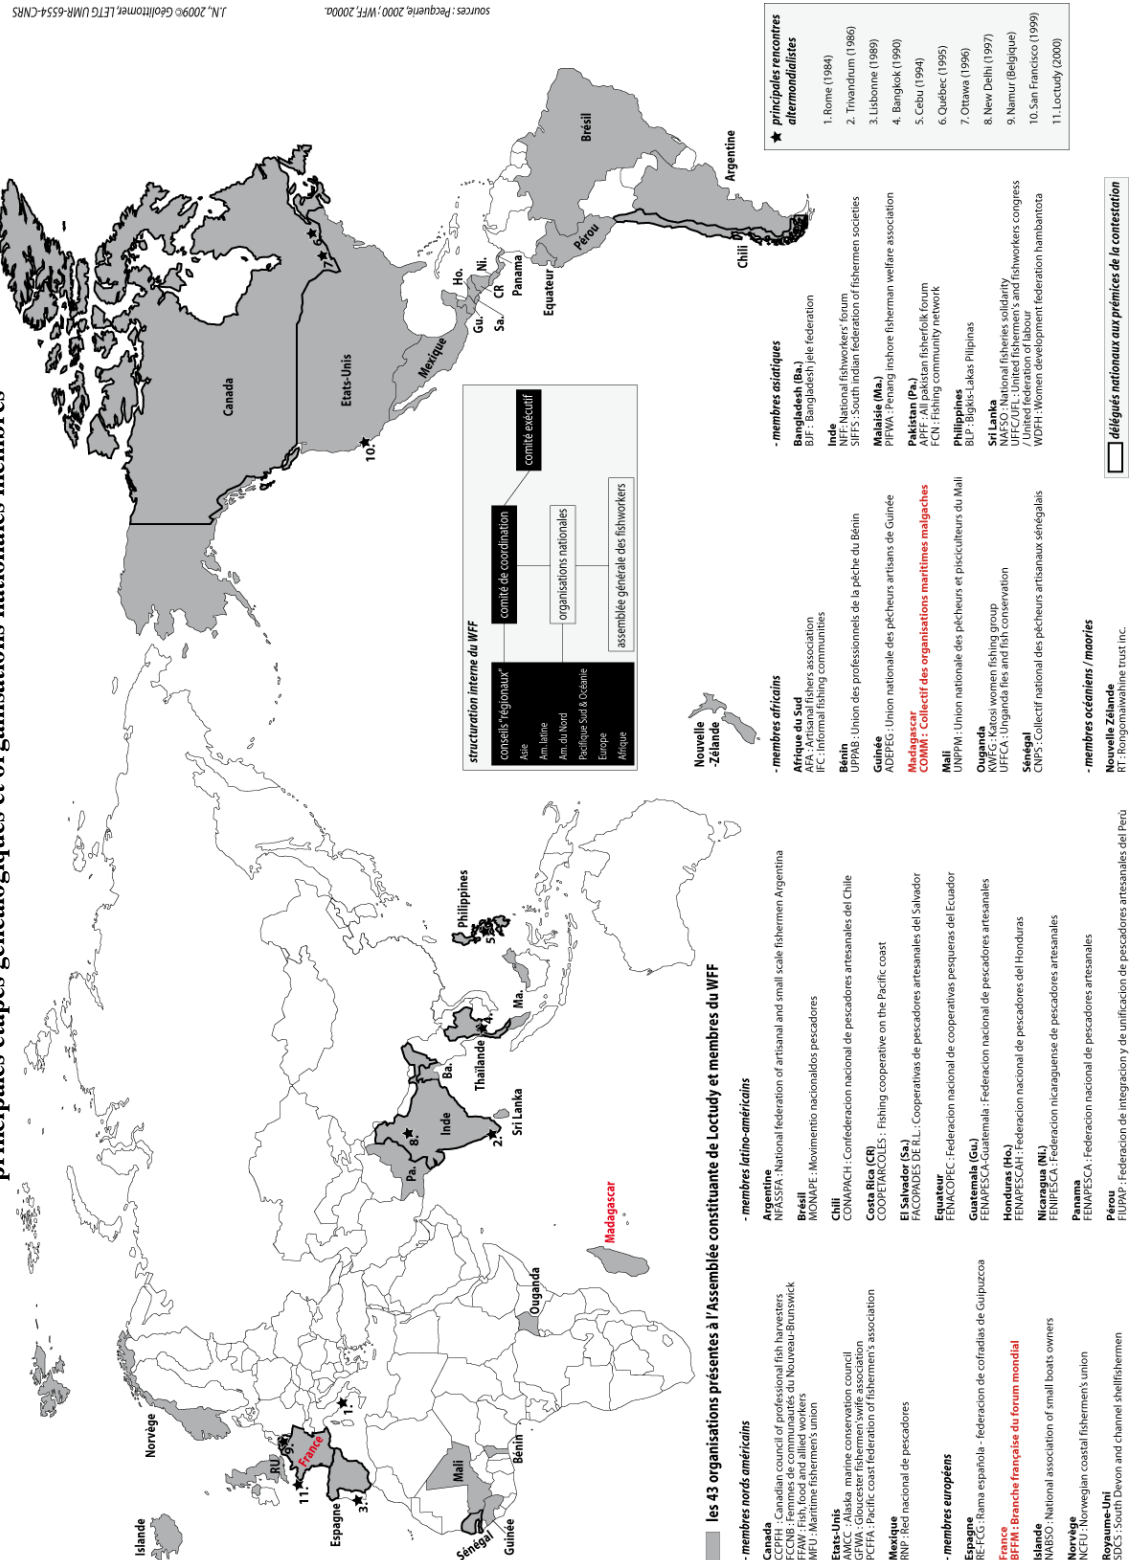 principales étapes généalogiques et organisations nationales membres
Islande
Norvège
RU
9.
France
11.
Espagne
3.
1.
Mali
Sénégal
Guinée
Bénin
Ouganda
Madagascar
Pa.
8.
Inde
2.
Sri Lanka
Ba.
Thaïlande
4.
Ma.
Philippines
5.
Nouvelle
-Zélande
Canada
Etats-Unis
10.
7.
6.
Mexique
Gu.
Ho.
Sa.
Ni.
CR
Panama
Equateur
Pérou
Brésil
Chili
Argentine
structuration interne du WFF
conseils "régionaux"
Asie
Am. latine
Am. du Nord
Pacifique Sud & Océanie
Europe
Afrique
comité de coordination
comité exécutif
organisations nationales
assemblée générale des fishworkers
les 43 organisations présentes à l'Assemblée constituante de Loctudy et membres du WFF
- membres nords américains
Canada
CCPFH : Canadian council of professional fish harvesters
FCCNB : Femmes de communautés du Nouveau-Brunswick
FFAW : Fish, food and allied workers
MFU : Maritime fishermen's union
Etats-Unis
AMCC : Alaska marine conservation council
GFWA : Gloucester fishermen'swife association
PCFFA : Pacific coast federation of fishermen's association
Mexique
RNP : Red nacional de pescadores
- membres européens
Espagne
RE-FCG : Rama española - federacion de cofradias de Guipuzcoa
France
BFFM : Branche française du forum mondial
Islande
NABSO : National association of small boats owners
Norvège
NCFU : Norwegian coastal fishermen's union
Royaume-Uni
SDCS : South Devon and channel shellfishermen
- membres latino-américains
Argentine
NFASSFA : National federation of artisanal and small scale fishermen Argentina
Brésil
MONAPE : Movimentio nacionaldos pescadores
Chili
CONAPACH : Confederacion nacional de pescadores artesanales del Chile
Costa Rica (CR)
COOPETARCOLES : Fishing cooperative on the Pacific coast
El Salvador (Sa.)
FACOPADES DE R.L. : Cooperativas de pescadores artesanales del Salvador
Equateur
FENACOPEC : Federacion nacional de cooperativas pesqueras del Ecuador
Guatemala (Gu.)
FENAPESCA-Guatemala : Federacion nacional de pescadores artesanales
Honduras (Ho.)
FENAPESCAH : Federacion nacional de pescadores del Honduras
Nicaragua (Ni.)
FENIPESCA : Federacion nicaraguense de pescadores artesanales
Panama
FENAPESCA : Federacion nacional de pescadores artesanales
Pérou
FIUPAP : Federacion de integracion y de unificacion de pescadores artesanales del Perù
- membres africains
Afrique du Sud
AFA : Artisanal fishers association
IFC : Informal fishing communities
Bénin
UPPAB : Union des professionnels de la pêche du Bénin
Guinée
ADEPEG : Union nationale des pêcheurs artisans de Guinée
Madagascar
COMM : Collectif des organisations maritimes malgaches
Mali
UNPPM : Union nationale des pêcheurs et pisciculteurs du Mali
Ouganda
KWFG : Katosi women fishing group
UFFCA : Uganda fies and fish conservation
Sénégal
CNPS : Collectif national des pêcheurs artisanaux sénégalais
- membres océaniens / maories
Nouvelle Zélande
RT : Rongomaiwahine trust inc.
- membres asiatiques
Bangladesh (Ba.)
BJF : Bangladesh jele federation
Inde
NFF: National fishworkers' forum
SIFFS : South indian federation of fishermen societies
Malaisie (Ma.)
PIFWA : Penang inshore fisherman welfare association
Pakistan (Pa.)
APFF : All pakistan fisherfolk forum
FCN : Fishing community network
Philippines
BLP : Bigkis-Lakas Pilipinas
Sri Lanka
NAFSO : National fisheries solidarity
UFFC/UFL : United fishermen's and fishworkers congress
/ United federation of labour
WDFH : Women development federation hambantota
délégués nationaux aux prémices de la contestation
principales rencontres
altermondialistes
1. Rome (1984)
2. Trivandrum (1986)
3. Lisbonne (1989)
4. Bangkok (1990)
5. Cebu (1994)
6. Québec (1995)
7. Ottawa (1996)
8. New Delhi (1997)
9. Namur (Belgique)
10. San Francisco (1999)
11. Loctudy (2000)
sources : Pecquerie, 2000 ; WFF, 2000a.
J.N., 2009 © Géolittomer, LETG UMR-6554-CNRS